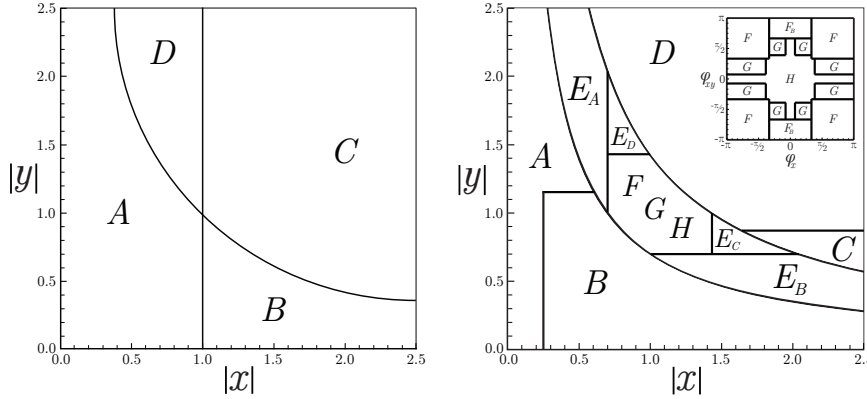 2.5
2.0
1.5
1.0
0.5
0.0
|y|
D
C
A
B
0.0 0.5 1.0 1.5 2.0 2.5
|x|
2.5
2.0
1.5
1.0
0.5
0.0
|y|
A
E_A
D
E_D
F
G
H
E_C
C
B
E_B
0.0 0.5 1.0 1.5 2.0 2.5
|x|
π
π/2
0
-π/2
-π
φ_xy
F F_B F
G G
G G
H
G G
G G
F F_B F
-π -π/2 0 π/2 π
φ_x